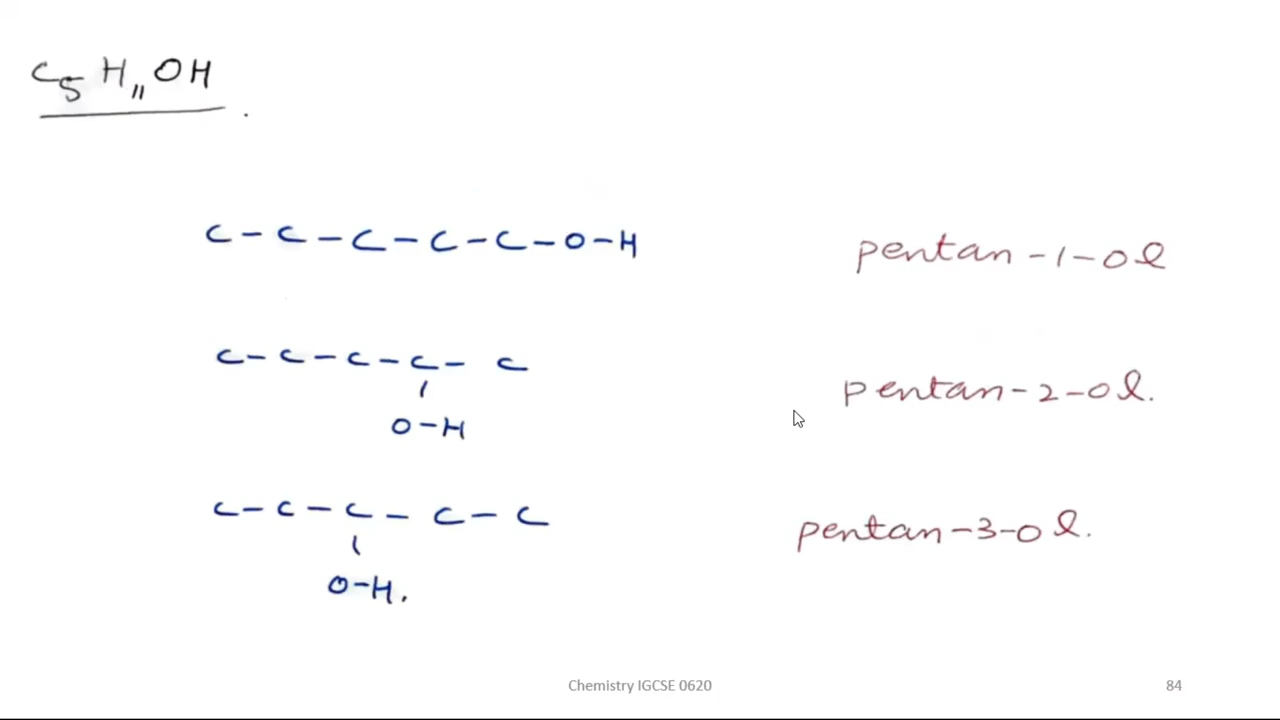 C5H11OH
C-C-C-C-C-O-H
pentan-1-ol
C-C-C-C- C
O-H
pentan-2-ol.
C-C-C-C-C
O-H.
pentan-3-ol.
Chemistry IGCSE 0620
84